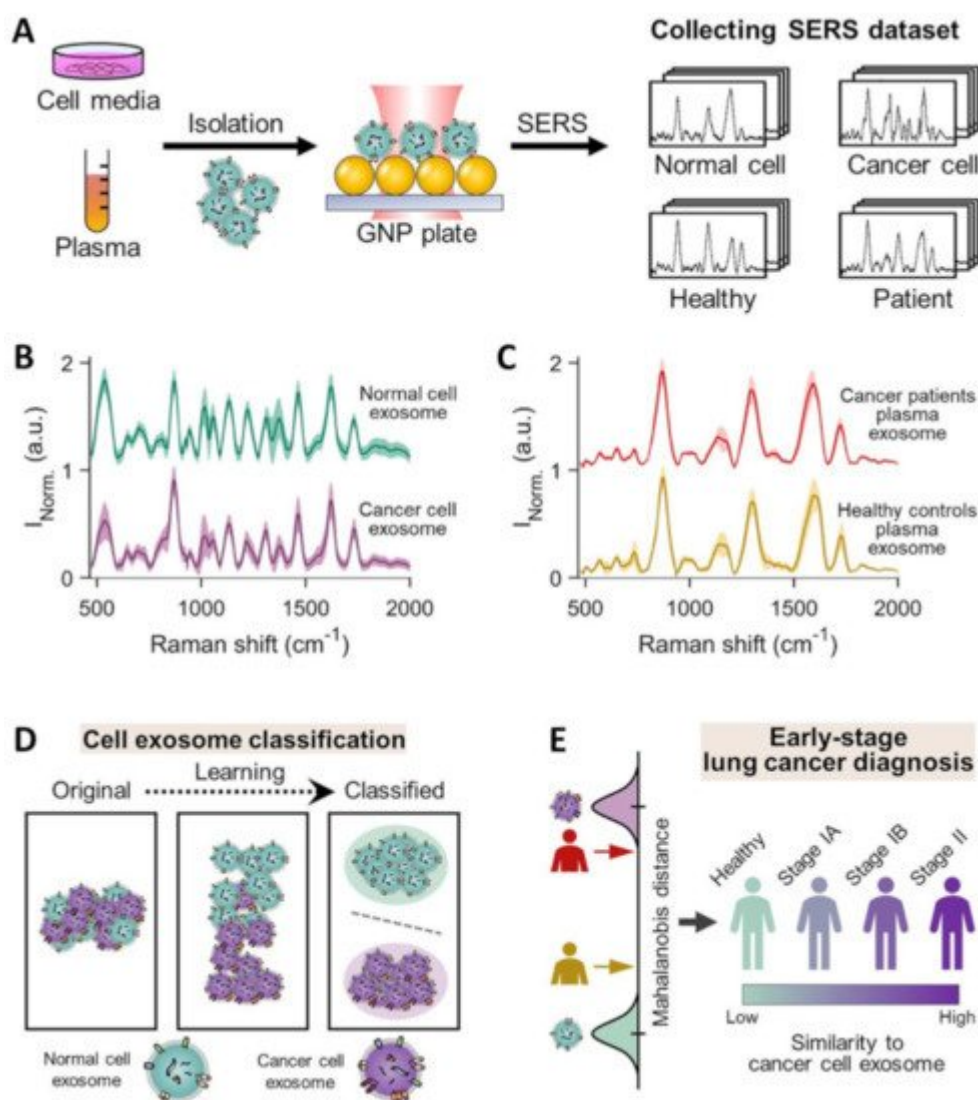 A
Collecting SERS dataset
Cell media
Isolation
SERS
Plasma
GNP plate
Normal cell
Cancer cell
Healthy
Patient
B
2
1
0
I Norm. (a.u.)
Normal cell
exosome
Cancer cell
exosome
500
1000
1500
2000
Raman shift (cm-1)
C
2
1
0
I Norm. (a.u.)
Cancer patients
plasma
exosome
Healthy controls
plasma
exosome
500
1000
1500
2000
Raman shift (cm-1)
D
Cell exosome classification
Learning
Original
Classified
Normal cell
exosome
Cancer cell
exosome
E
Early-stage
lung cancer diagnosis
Mahalanobis distance
Healthy
Stage IA
Stage IB
Stage II
Low
High
Similarity to
cancer cell exosome